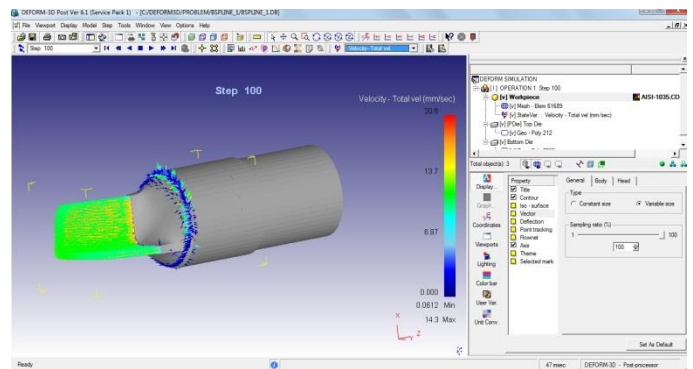 DEFORM-3D Post Ver 6.1 (Service Pack 1) - [C:/DEFORM3D/PROBLEM/BSPLINE_1/BSPLINE_1.DB]
File Viewport Display Model Step Tools Window View Options Help
Step 100
Velocity - Total vel
Step 100
Velocity - Total vel (mm/sec)
20.6
13.7
6.87
0.000
0.0612 Min
14.3 Max
X
Y
Z
DEFORM SIMULATION
[1] OPERATION 1 Step 100
[v] Workpiece
AISI-1035,CO
[v] Mesh - Elem 61689
[v] StateVar. : Velocity - Total vel (mm/sec)
[v] [PDie] Top Die
[v] Geo - Poly 212
[v] Bottom Die
Total object(s) 3
Display...
Graph...
Coordinates
Viewports
Lighting
Color bar
User Var.
Unit Conv.
Property
Title
Contour
Iso - surface
Vector
Deflection
Point tracking
Flownet
Axis
Theme
Selected mark
General Body Head
Type
Constant size Variable size
Sampling ratio (%)
1 100
100
Set As Default
Ready
47 msec DEFORM-3D - Post-processor